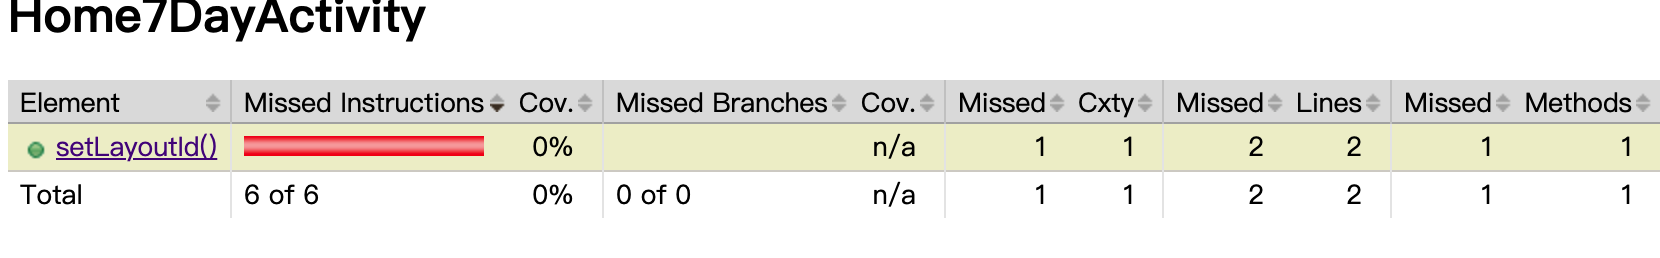 Home7DayActivity
Element Missed Instructions Cov. Missed Branches Cov. Missed Cxty Missed Lines Missed Methods
setLayoutId() 0% n/a 1 1 2 2 1 1
Total 6 of 6 0% 0 of 0 n/a 1 1 2 2 1 1